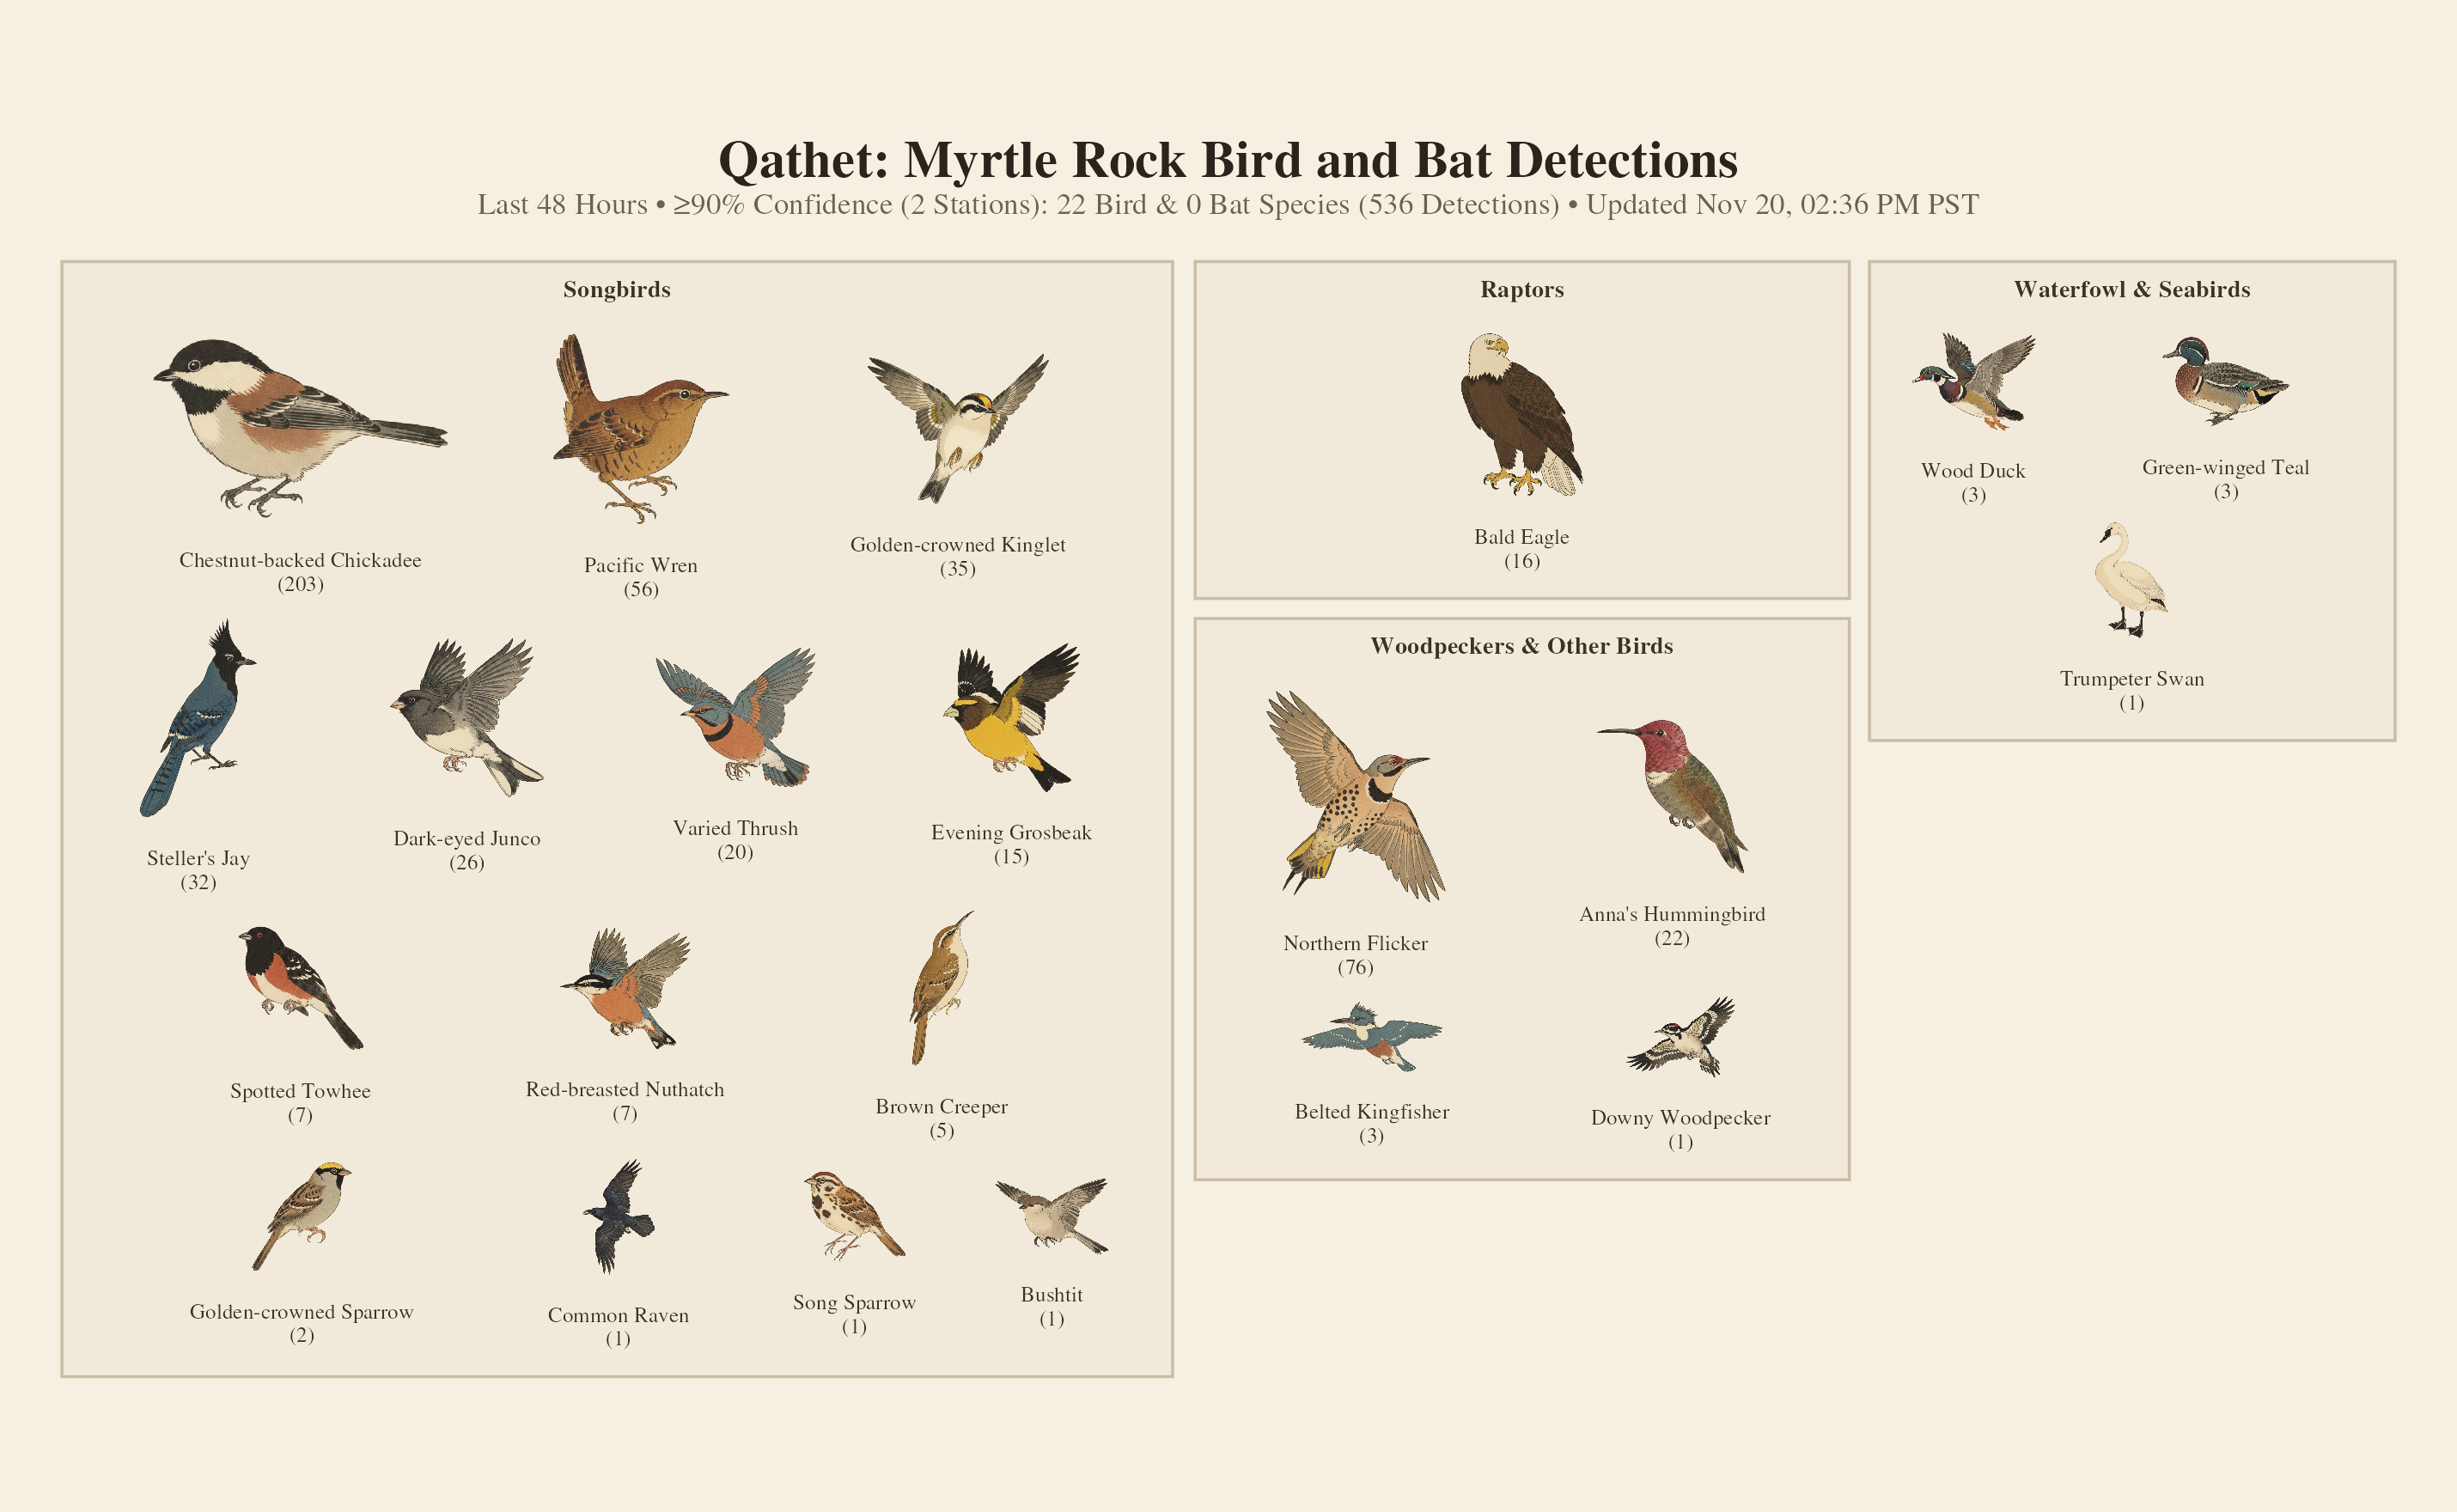 Qathet: Myrtle Rock Bird and Bat Detections
Last 48 Hours • ≥90% Confidence (2 Stations): 22 Bird & 0 Bat Species (536 Detections) • Updated Nov 20, 02:36 PM PST
Songbirds
Chestnut-backed Chickadee
(203)
Pacific Wren
(56)
Golden-crowned Kinglet
(35)
Steller's Jay
(32)
Dark-eyed Junco
(26)
Varied Thrush
(20)
Evening Grosbeak
(15)
Spotted Towhee
(7)
Red-breasted Nuthatch
(7)
Brown Creeper
(5)
Golden-crowned Sparrow
(2)
Common Raven
(1)
Song Sparrow
(1)
Bushtit
(1)
Raptors
Bald Eagle
(16)
Woodpeckers & Other Birds
Northern Flicker
(76)
Anna's Hummingbird
(22)
Belted Kingfisher
(3)
Downy Woodpecker
(1)
Waterfowl & Seabirds
Wood Duck
(3)
Green-winged Teal
(3)
Trumpeter Swan
(1)